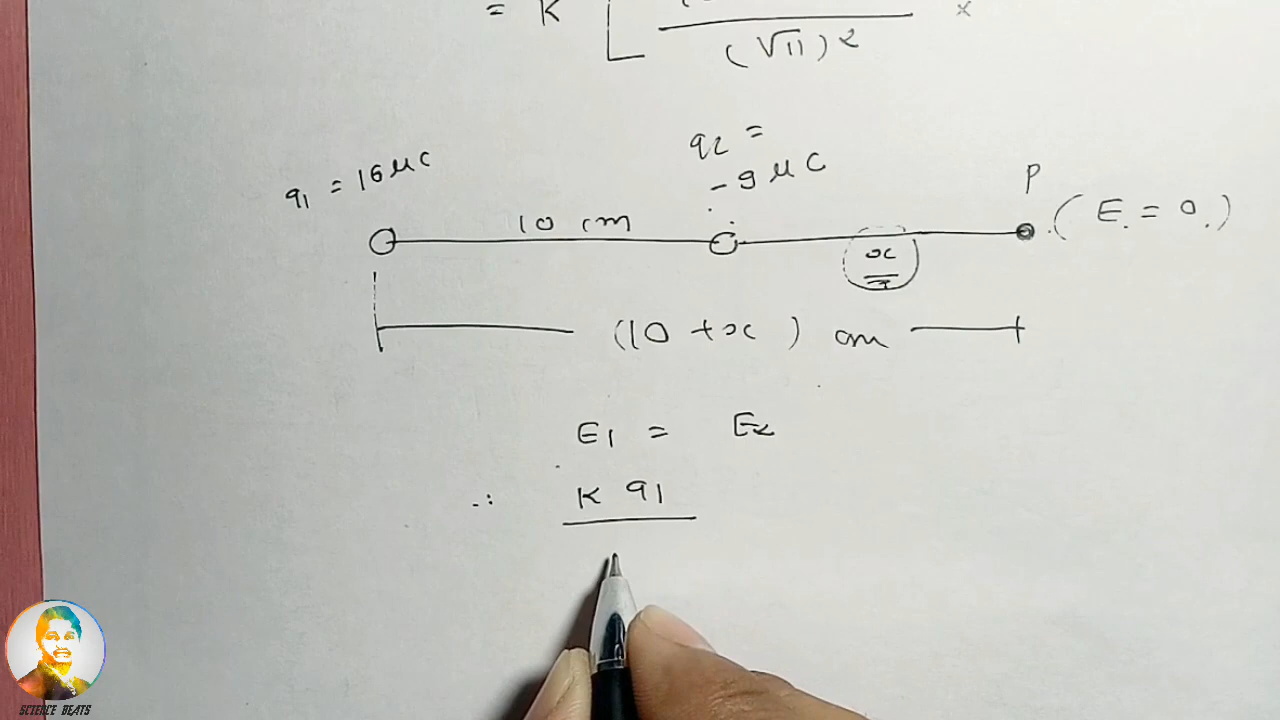 = K [ ——— ×
(√11)2
q1 = 16 μC
q2 =
-9 μC
P
10 cm
(E = 0.)
x
(10 + x) cm
E1 = E2
∴ K q1
SCIENCE BEATS